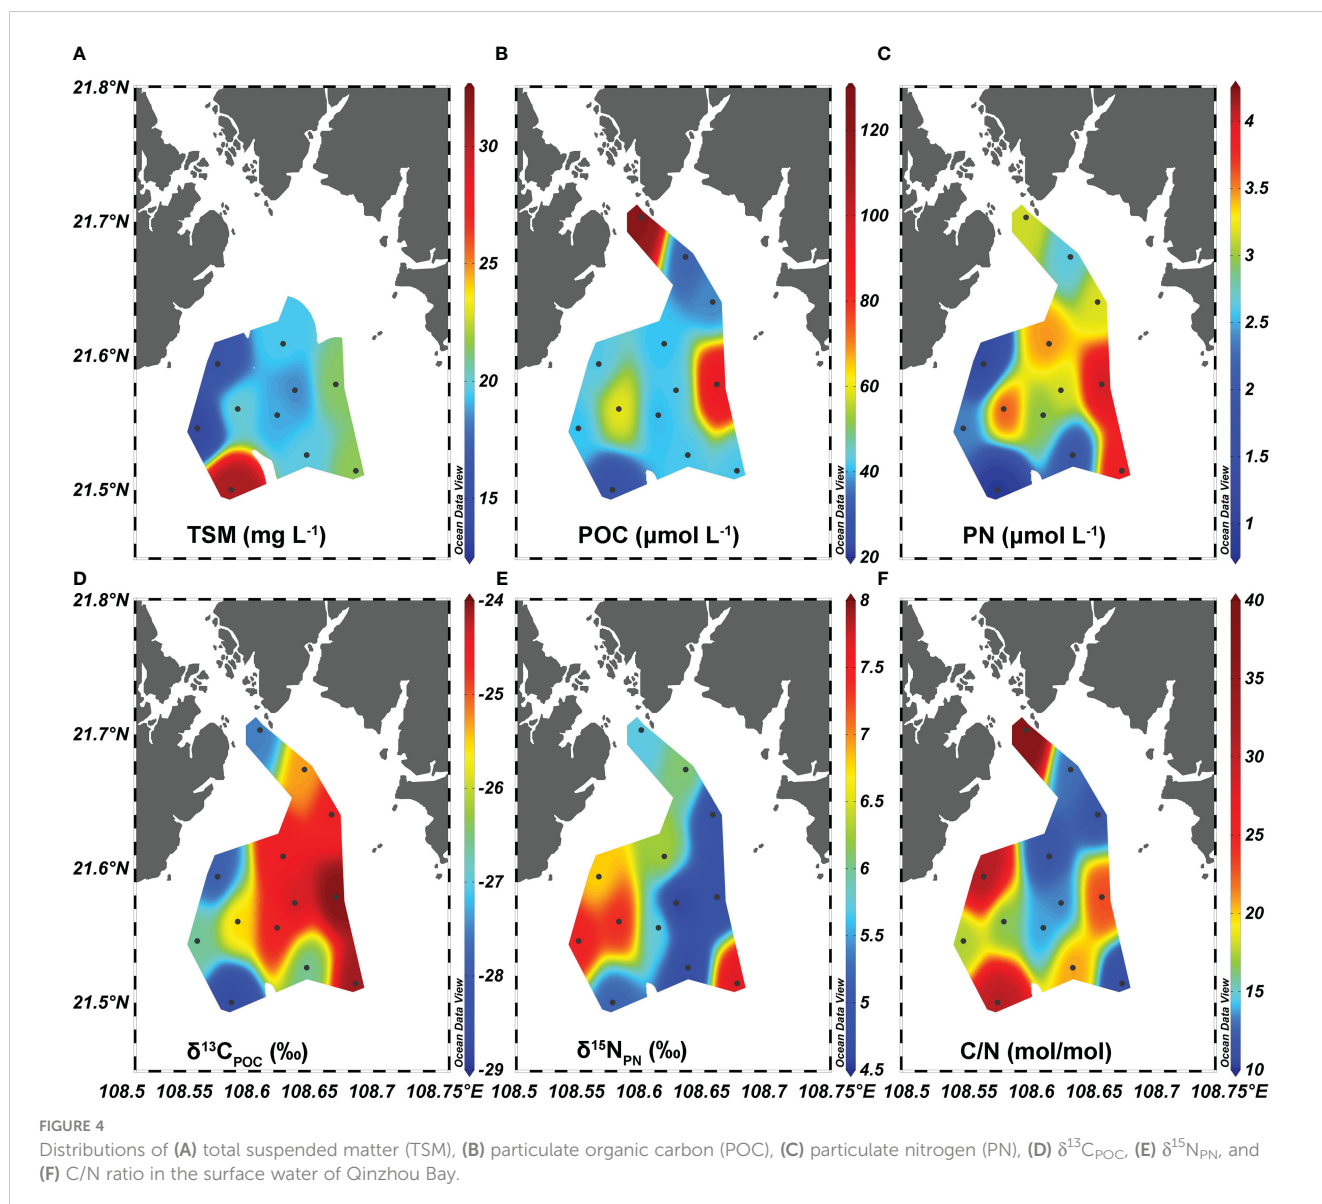 A
B
C
21.8°N
21.7°N
21.6°N
21.5°N
30
25
20
15
120
100
80
60
40
20
4
3.5
3
2.5
2
1.5
1
Ocean Data View
Ocean Data View
Ocean Data View
TSM (mg L-1)
POC (µmol L-1)
PN (µmol L-1)
D
E
F
21.8°N
21.7°N
21.6°N
21.5°N
-24
-25
-26
-27
-28
-29
8
7.5
7
6.5
6
5.5
5
4.5
40
35
30
25
20
15
10
Ocean Data View
Ocean Data View
Ocean Data View
δ13CPOC (‰)
δ15NPN (‰)
C/N (mol/mol)
108.5 108.6 108.65 108.7 108.75°E
108.5 108.6 108.65 108.7 108.75°E
108.5 108.6 108.65 108.7 108.75°E
FIGURE 4
Distributions of (A) total suspended matter (TSM), (B) particulate organic carbon (POC), (C) particulate nitrogen (PN), (D) δ13CPOC, (E) δ15NPN, and
(F) C/N ratio in the surface water of Qinzhou Bay.